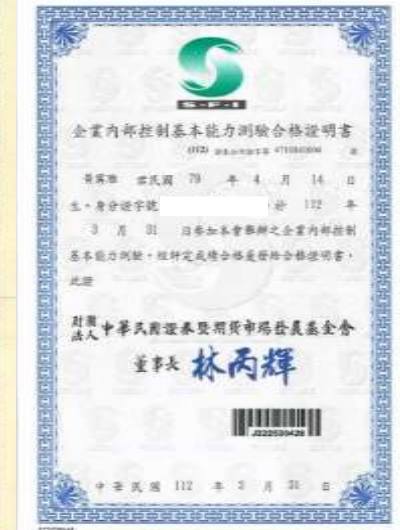 S-F-I
企業內部控制基本能力測驗合格證明書
(112)
君民國 79 年 4 月 14 日
生,身分證字號 於 112 年
3 月 31 日參加本會舉辦之企業內部控制
基本能力測驗,經評定成績合格爰發給合格證明書,
此證
財團法人中華民國證券暨期貨市場發展基金會
董事長 林丙輝
J222530428
中華民國 112 年 3 月 31 日